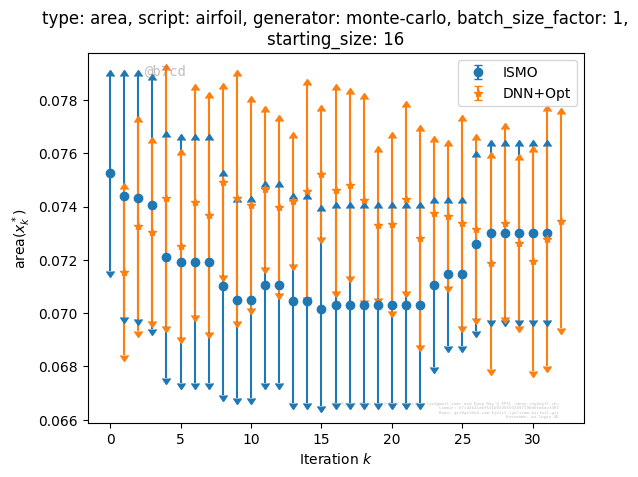 type: area, script: airfoil, generator: monte-carlo, batch_size_factor: 1,
starting_size: 16
@b7cd
ISMO
DNN+Opt
area(x_k^*)
0.078
0.076
0.074
0.072
0.070
0.068
0.066
0 5 10 15 20 25 30
Iteration k